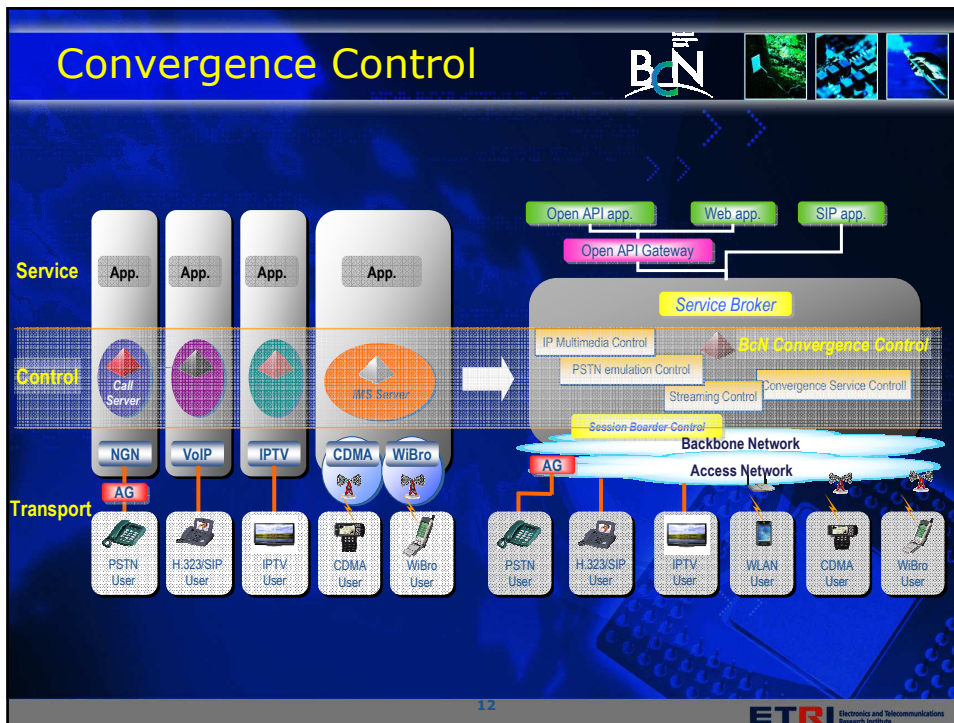 Convergence Control
BcN
Service
Control
Transport
App.
App.
App.
App.
Call
Server
IMS Server
NGN
VoIP
IPTV
CDMA
WiBro
AG
PSTN
User
H.323/SIP
User
IPTV
User
CDMA
User
WiBro
User
Open API app.
Web app.
SIP app.
Open API Gateway
Service Broker
IP Multimedia Control
BcN Convergence Control
PSTN emulation Control
Convergence Service Controll
Streaming Control
Session Boarder Control
Backbone Network
AG
Access Network
PSTN
User
H.323/SIP
User
IPTV
User
WLAN
User
CDMA
User
WiBro
User
12
ETRI
Electronics and Telecommunications
Research Institute